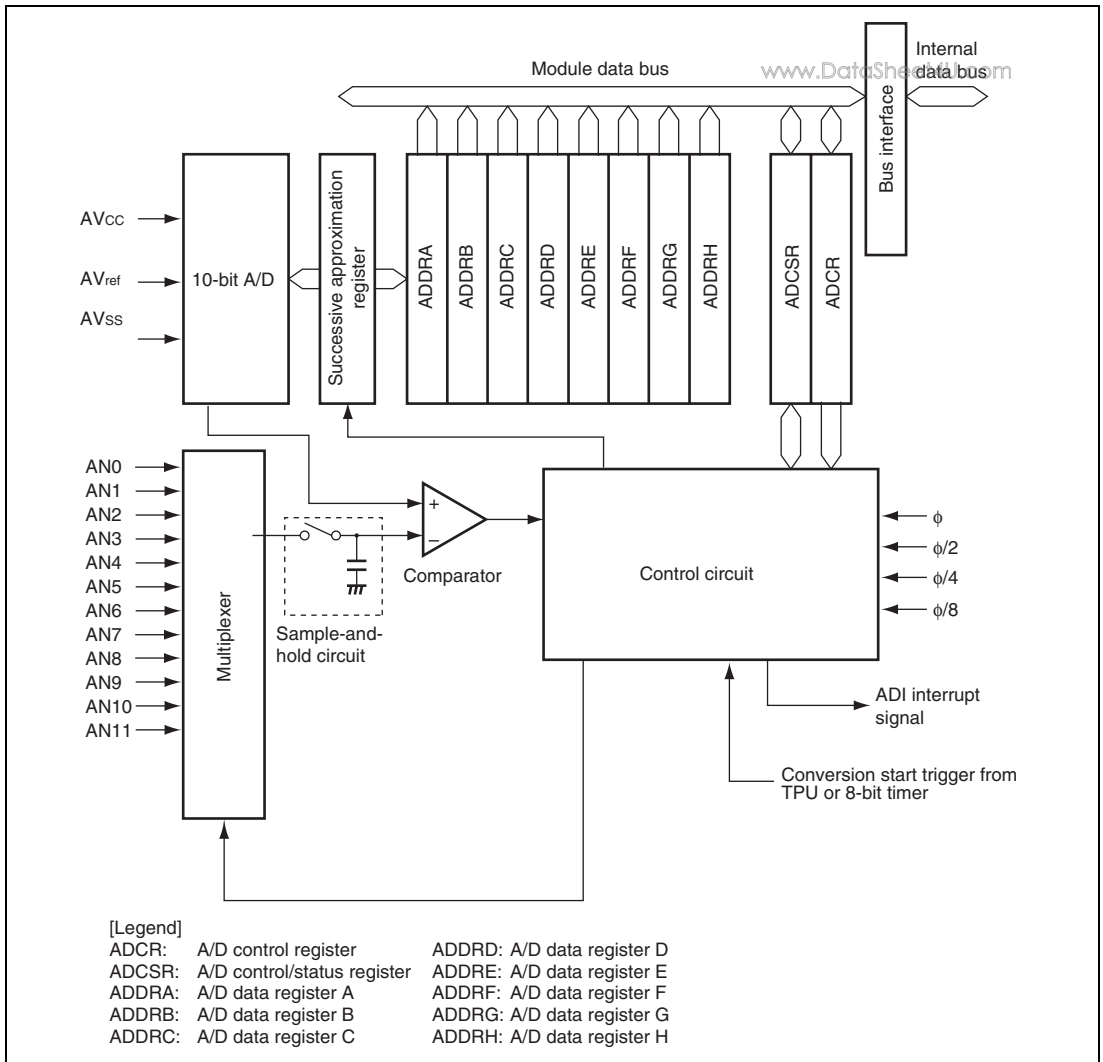 Module data bus
www.DataSheet4U.com
Internal
data bus
Bus interface
AVCC
AVref
AVSS
10-bit A/D
Successive approximation
register
ADDRA
ADDRB
ADDRC
ADDRD
ADDRE
ADDRF
ADDRG
ADDRH
ADCSR
ADCR
AN0
AN1
AN2
AN3
AN4
AN5
AN6
AN7
AN8
AN9
AN10
AN11
Multiplexer
+
−
Comparator
Sample-and-
hold circuit
Control circuit
ϕ
ϕ/2
ϕ/4
ϕ/8
ADI interrupt
signal
Conversion start trigger from
TPU or 8-bit timer
[Legend]
ADCR: A/D control register
ADCSR: A/D control/status register
ADDRA: A/D data register A
ADDRB: A/D data register B
ADDRC: A/D data register C
ADDRD: A/D data register D
ADDRE: A/D data register E
ADDRF: A/D data register F
ADDRG: A/D data register G
ADDRH: A/D data register H